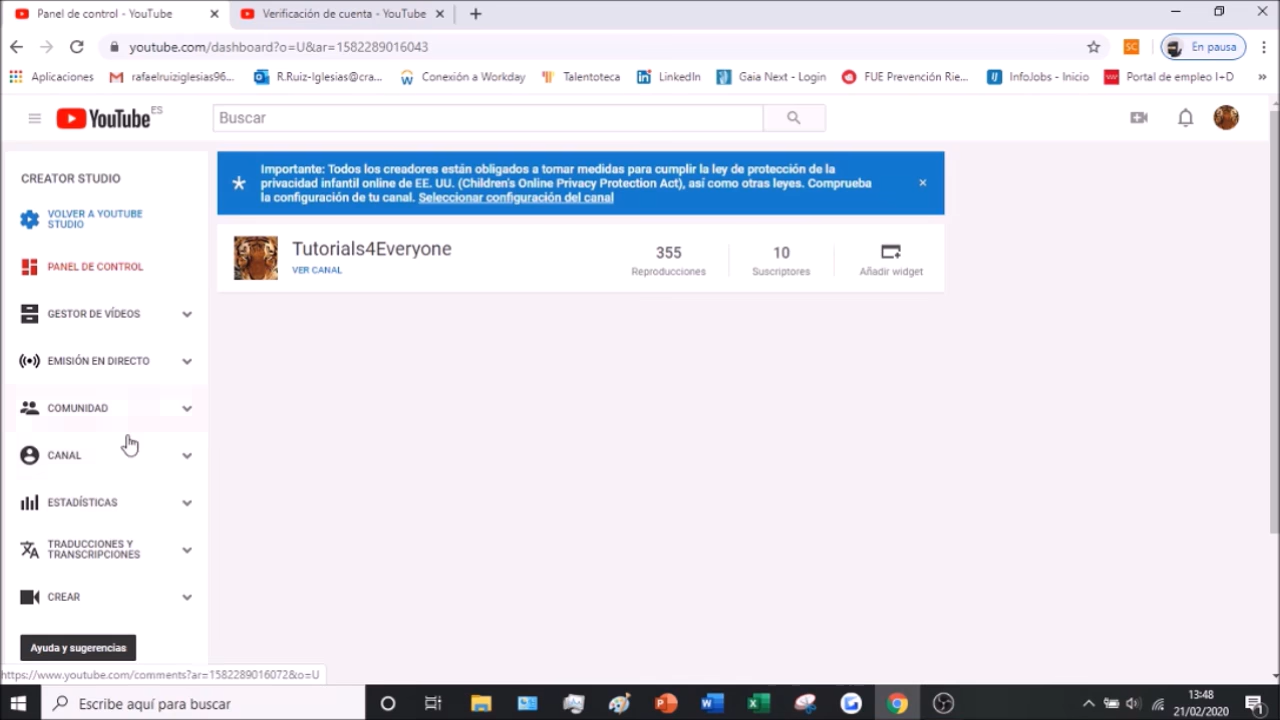 Panel de control - YouTube
Verificación de cuenta - YouTube
youtube.com/dashboard?o=U&ar=1582289016043
SC
En pausa
Aplicaciones
rafaelruiziglesias96...
R.Ruiz-Iglesias@cra...
Conexión a Workday
Talentoteca
LinkedIn
Gaia Next - Login
FUE Prevención Rie...
InfoJobs - Inicio
Portal de empleo I+D
YouTube ES
Buscar
CREATOR STUDIO
VOLVER A YOUTUBE
STUDIO
PANEL DE CONTROL
GESTOR DE VÍDEOS
EMISIÓN EN DIRECTO
COMUNIDAD
CANAL
ESTADÍSTICAS
TRADUCCIONES Y
TRANSCRIPCIONES
CREAR
Ayuda y sugerencias
Importante: Todos los creadores están obligados a tomar medidas para cumplir la ley de protección de la
privacidad infantil online de EE. UU. (Children's Online Privacy Protection Act), así como otras leyes. Comprueba
la configuración de tu canal. Seleccionar configuración del canal
Tutorials4Everyone
VER CANAL
355
Reproducciones
10
Suscriptores
Añadir widget
https://www.youtube.com/comments?ar=1582289016072&o=U
Escribe aquí para buscar
13:48
21/02/2020